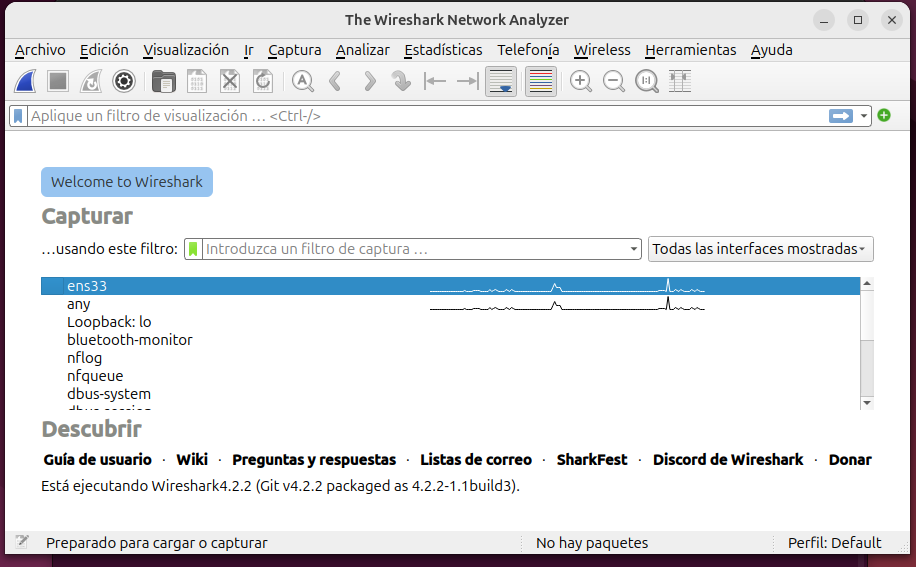 The Wireshark Network Analyzer
Archivo Edición Visualización Ir Captura Analizar Estadísticas Telefonía Wireless Herramientas Ayuda
Aplique un filtro de visualización … <Ctrl-/>
Welcome to Wireshark
Capturar
…usando este filtro: Introduzca un filtro de captura … Todas las interfaces mostradas
ens33
any
Loopback: lo
bluetooth-monitor
nflog
nfqueue
dbus-system
Descubrir
Guía de usuario · Wiki · Preguntas y respuestas · Listas de correo · SharkFest · Discord de Wireshark · Donar
Está ejecutando Wireshark4.2.2 (Git v4.2.2 packaged as 4.2.2-1.1build3).
Preparado para cargar o capturar No hay paquetes Perfil: Default